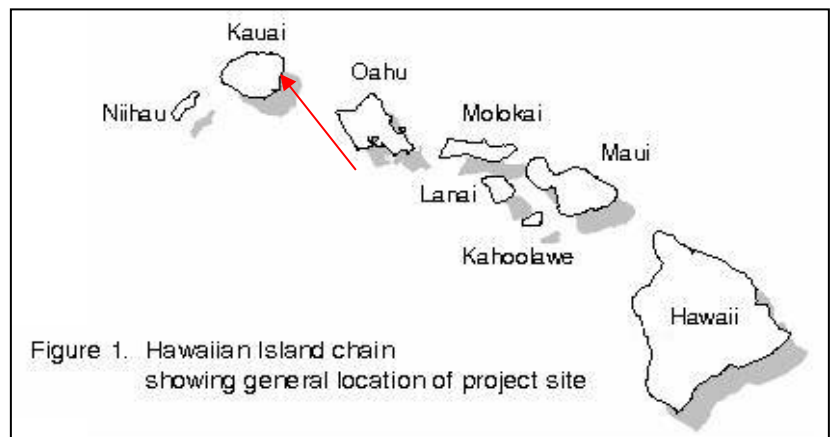 Kauai
Oahu
Niihau
Molokai
Maui
Lanai
Kahoolawe
Hawaii
Figure 1. Hawaiian Island chain
showing general location of project site